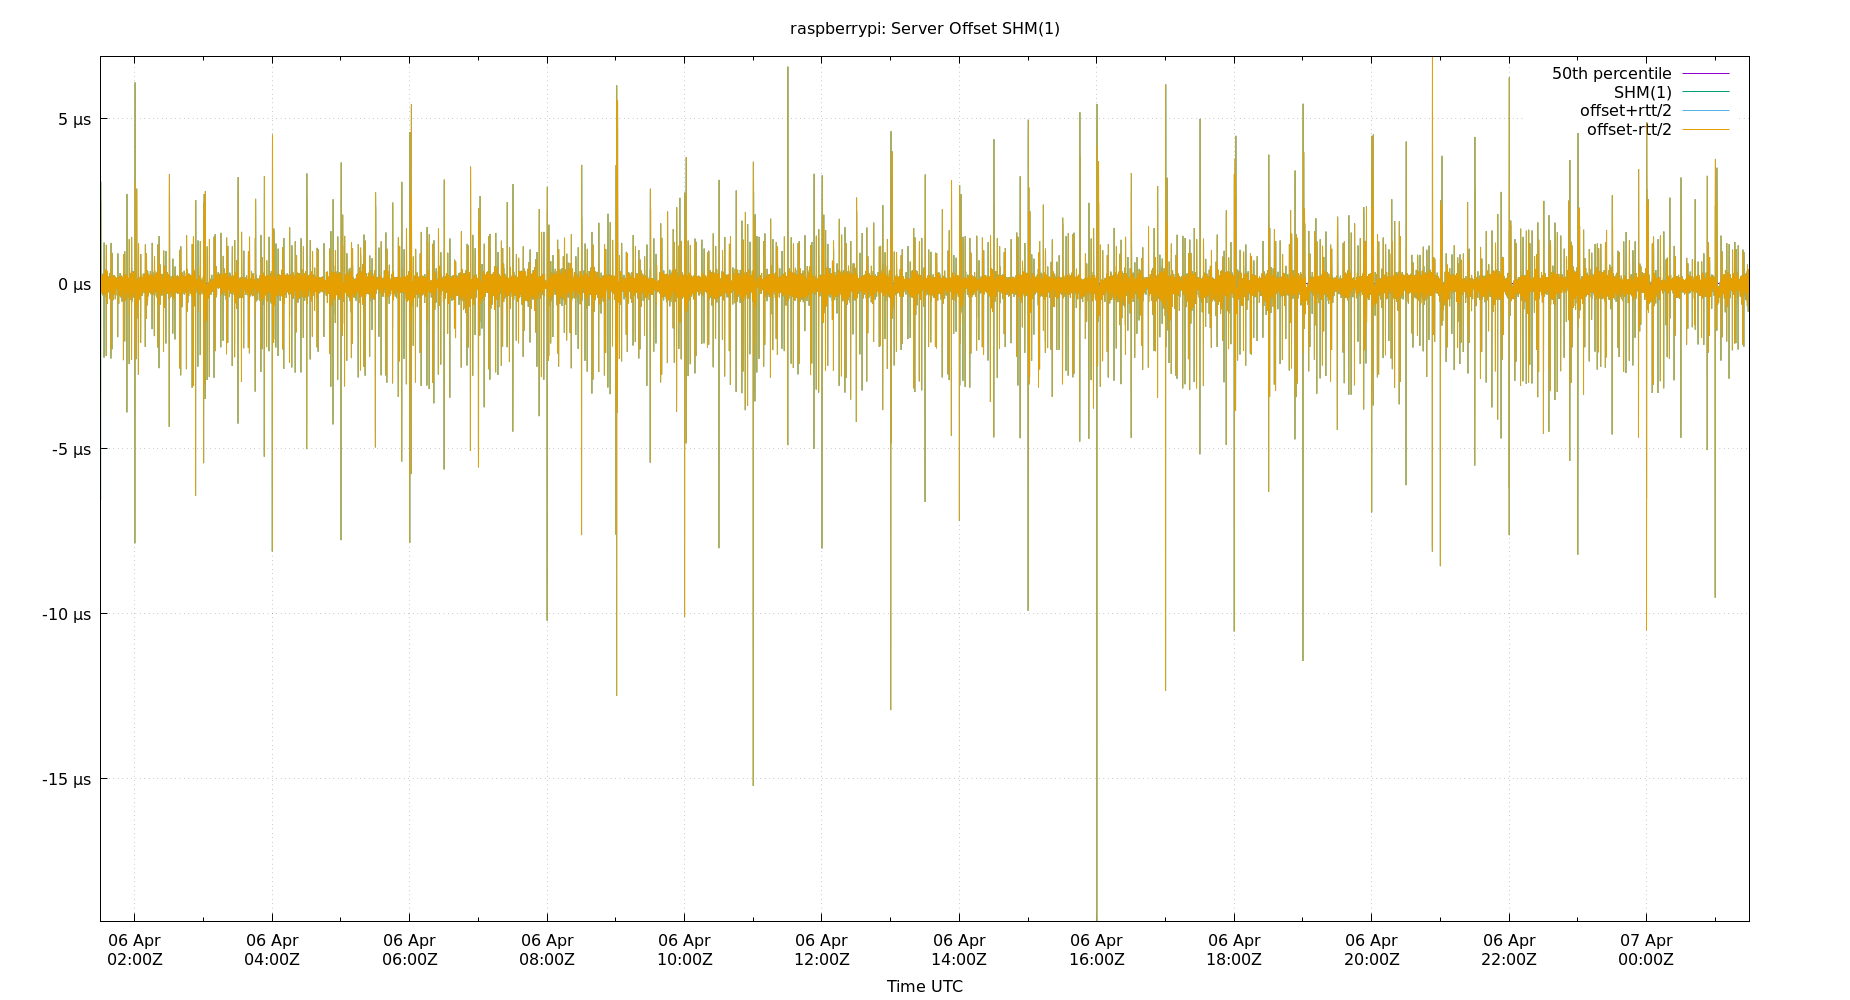 raspberrypi: Server Offset SHM(1)
50th percentile
SHM(1)
offset+rtt/2
offset-rtt/2
5 µs
0 µs
-5 µs
-10 µs
-15 µs
06 Apr 06 Apr 06 Apr 06 Apr 06 Apr 06 Apr 06 Apr 06 Apr 06 Apr 06 Apr 06 Apr 07 Apr
02:00Z 04:00Z 06:00Z 08:00Z 10:00Z 12:00Z 14:00Z 16:00Z 18:00Z 20:00Z 22:00Z 00:00Z
Time UTC